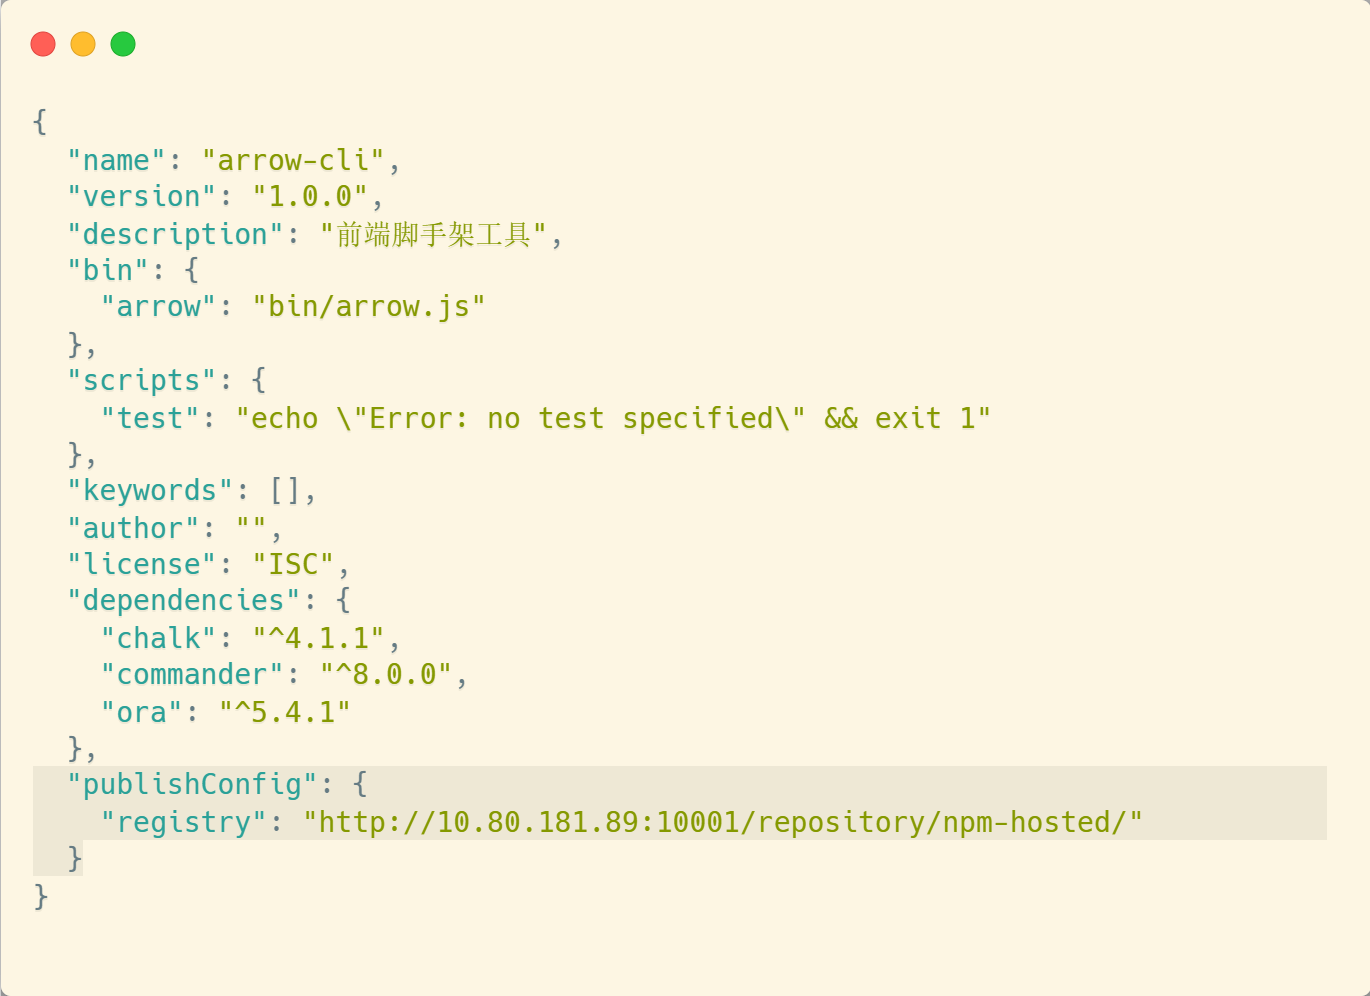 {
  "name": "arrow-cli",
  "version": "1.0.0",
  "description": "前端脚手架工具",
  "bin": {
    "arrow": "bin/arrow.js"
  },
  "scripts": {
    "test": "echo \"Error: no test specified\" && exit 1"
  },
  "keywords": [],
  "author": "",
  "license": "ISC",
  "dependencies": {
    "chalk": "^4.1.1",
    "commander": "^8.0.0",
    "ora": "^5.4.1"
  },
  "publishConfig": {
    "registry": "http://10.80.181.89:10001/repository/npm-hosted/"
  }
}